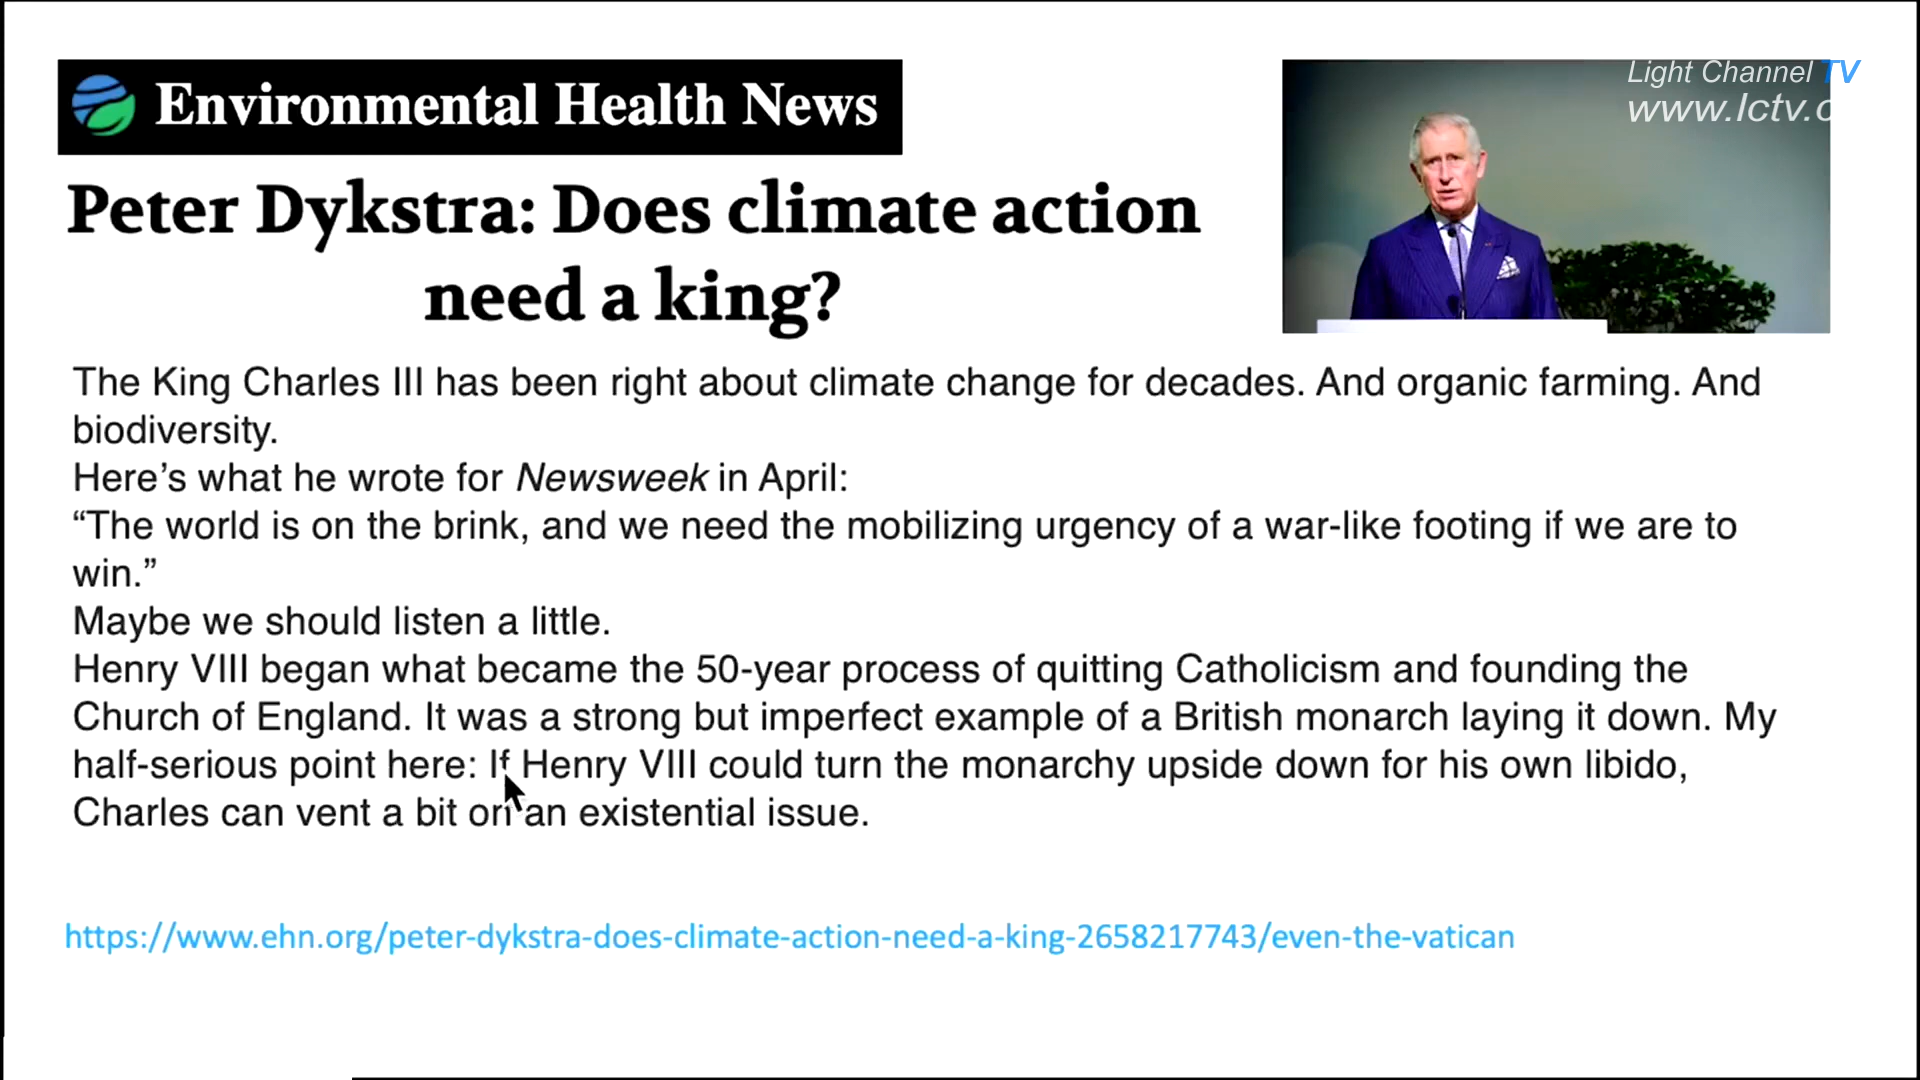 Light Channel TV
www.lctv.c
Environmental Health News
Peter Dykstra: Does climate action
need a king?
The King Charles III has been right about climate change for decades. And organic farming. And
biodiversity.
Here’s what he wrote for Newsweek in April:
“The world is on the brink, and we need the mobilizing urgency of a war-like footing if we are to
win.”
Maybe we should listen a little.
Henry VIII began what became the 50-year process of quitting Catholicism and founding the
Church of England. It was a strong but imperfect example of a British monarch laying it down. My
half-serious point here: If Henry VIII could turn the monarchy upside down for his own libido,
Charles can vent a bit on an existential issue.
https://www.ehn.org/peter-dykstra-does-climate-action-need-a-king-2658217743/even-the-vatican